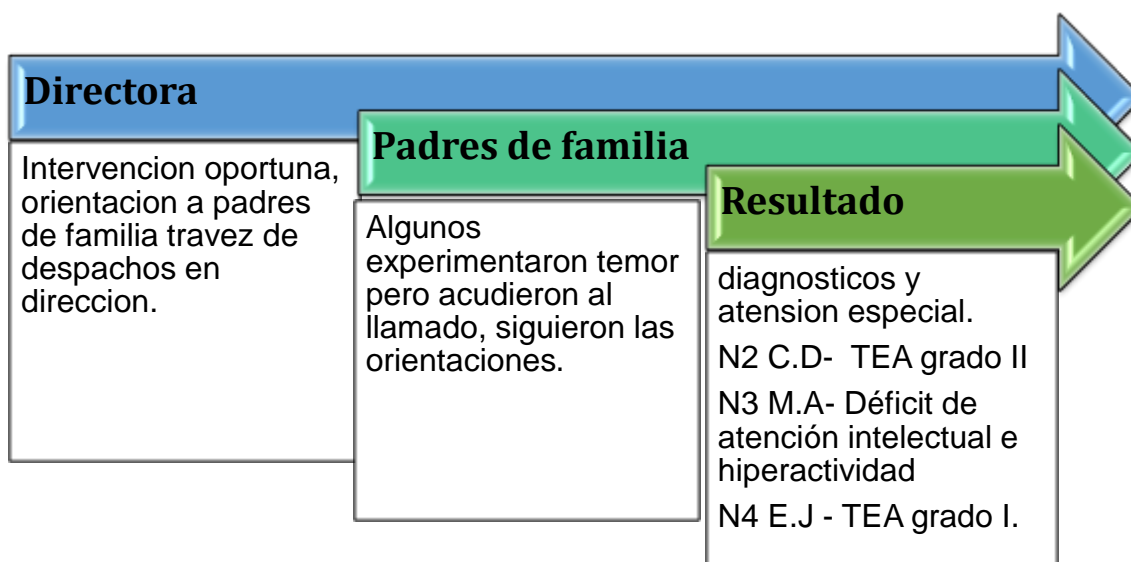 Directora
Intervencion oportuna,
orientacion a padres
de familia travez de
despachos en
direccion.
Padres de familia
Algunos
experimentaron temor
pero acudieron al
llamado, siguieron las
orientaciones.
Resultado
diagnosticos y
atension especial.
N2 C.D- TEA grado II
N3 M.A- Déficit de
atención intelectual e
hiperactividad
N4 E.J - TEA grado I.